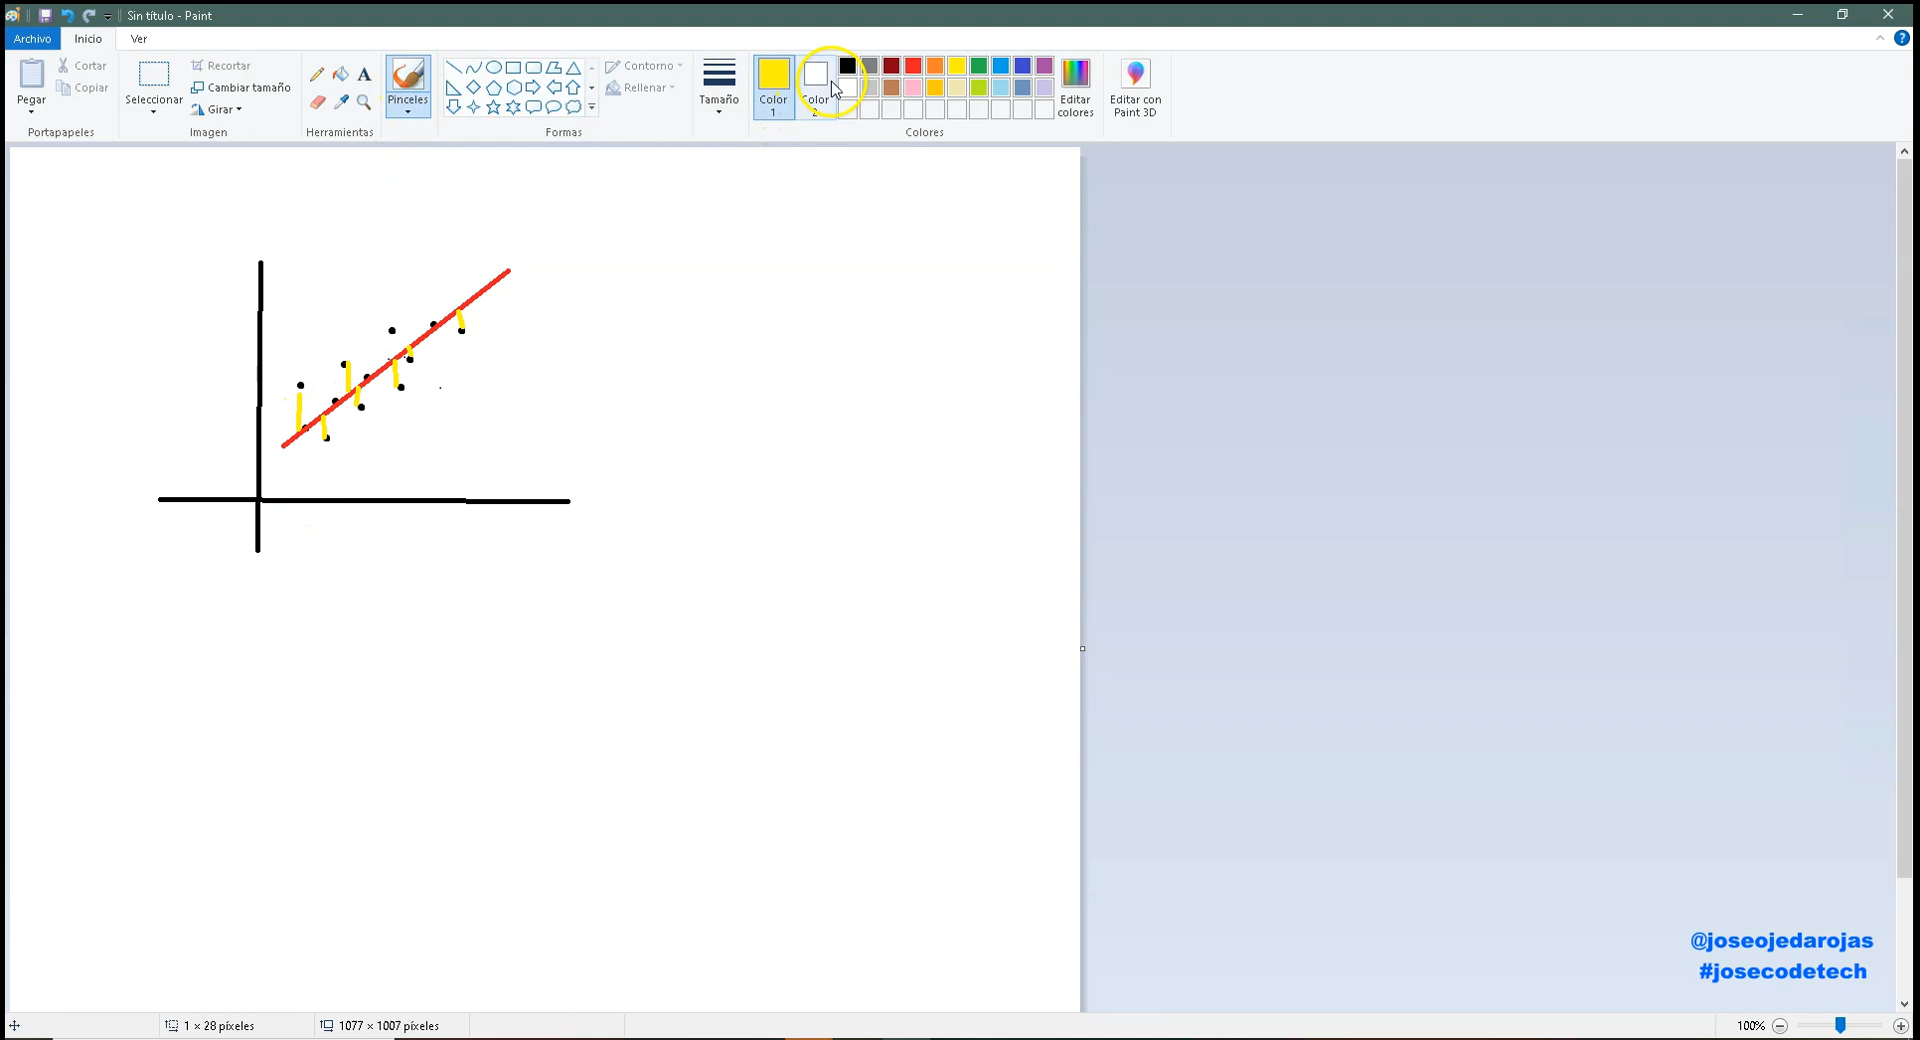 Sin título - Paint
Archivo Inicio Ver
Pegar
Cortar
Copiar
Portapapeles
Seleccionar
Recortar
Cambiar tamaño
Girar
Imagen
A
Herramientas
Pinceles
Contorno
Rellenar
Formas
Tamaño
Color
1
Color
2
Colores
Editar
colores
Editar con
Paint 3D
@joseojedarojas
#josecodetech
1 × 28 píxeles
1077 × 1007 píxeles
100%